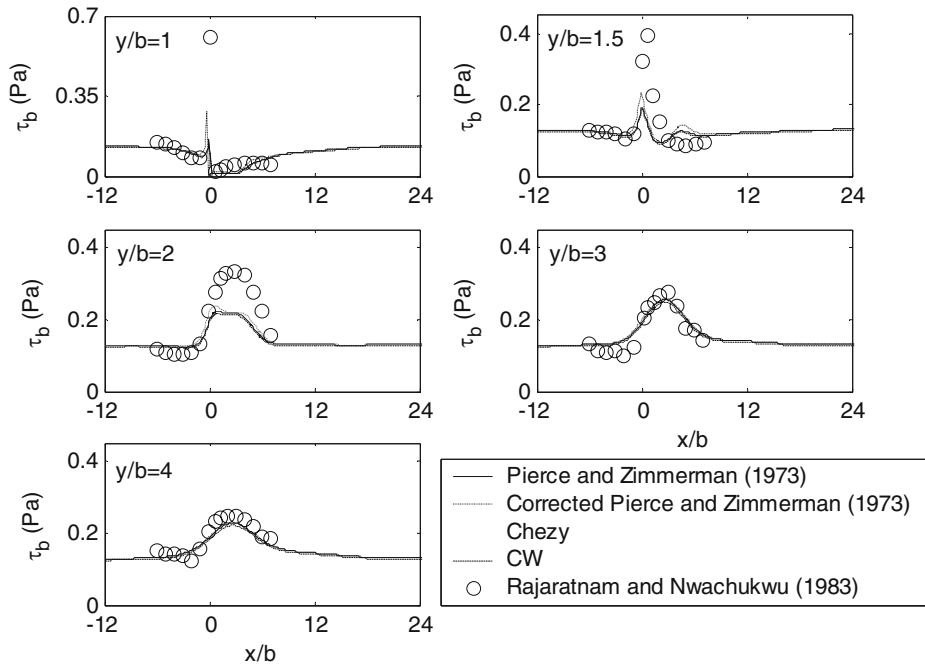 0.7
0.35
0
τb (Pa)
y/b=1
-12 0 12 24
0.4
0.2
0
τb (Pa)
y/b=1.5
-12 0 12 24
0.4
0.2
0
τb (Pa)
y/b=2
-12 0 12 24
0.4
0.2
0
τb (Pa)
y/b=3
-12 0 12 24
x/b
0.4
0.2
0
τb (Pa)
y/b=4
-12 0 12 24
x/b
Pierce and Zimmerman (1973)
Corrected Pierce and Zimmerman (1973)
Chezy
CW
Rajaratnam and Nwachukwu (1983)